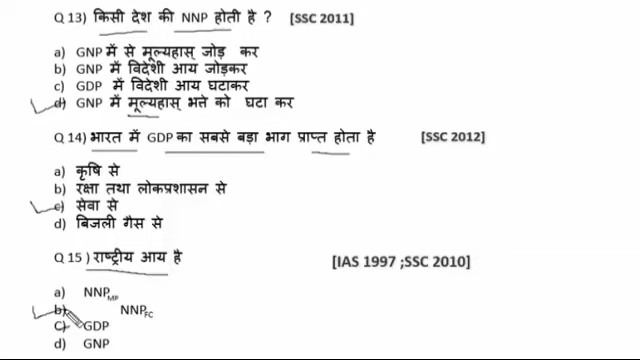 Q 13) किसी देश की NNP होती है ? [SSC 2011]
a) GNP में से मूल्यहास् जोड़ कर
b) GNP में विदेशी आय जोड़कर
c) GDP में विदेशी आय घटाकर
d) GNP में मूल्यहास् भत्ते को घटा कर
Q 14) भारत में GDP का सबसे बड़ा भाग प्राप्त होता है [SSC 2012]
a) कृषि से
b) रक्षा तथा लोकप्रशासन से
c) सेवा से
d) बिजली गैस से
Q 15 ) राष्ट्रीय आय है [IAS 1997 ;SSC 2010]
a) NNPMP
b) NNPFC
C) GDP
d) GNP